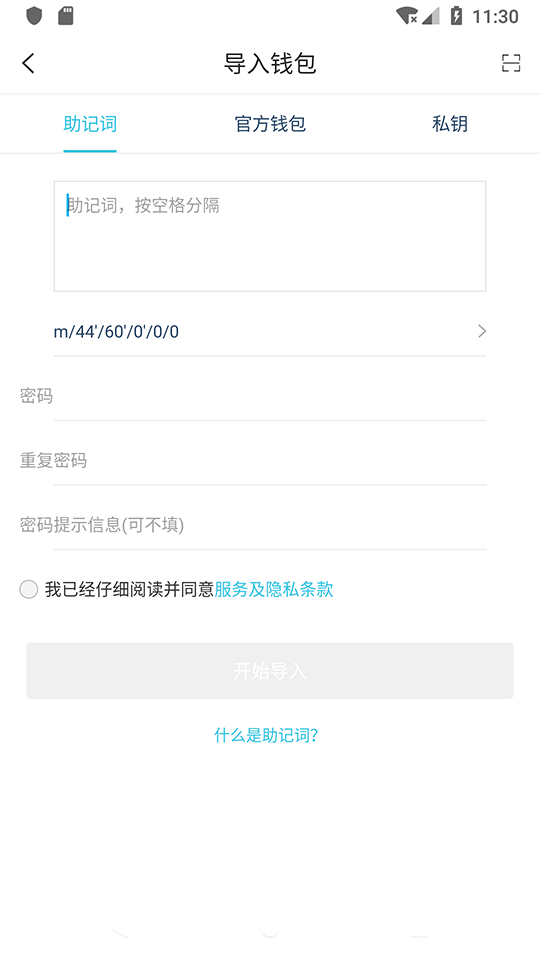 11:30
导入钱包
助记词 官方钱包 私钥
助记词，按空格分隔
m/44'/60'/0'/0/0
密码
重复密码
密码提示信息(可不填)
我已经仔细阅读并同意服务及隐私条款
开始导入
什么是助记词？